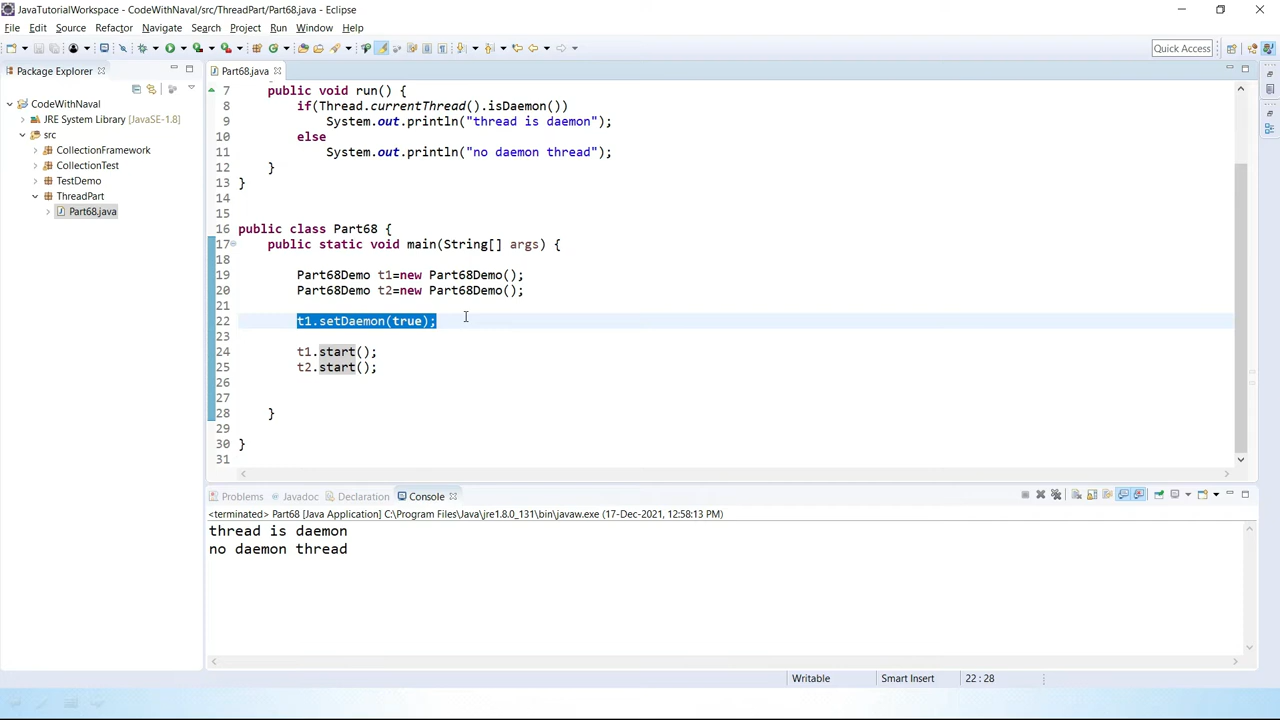 JavaTutorialWorkspace - CodeWithNaval/src/ThreadPart/Part68.java - Eclipse
File Edit Source Refactor Navigate Search Project Run Window Help
Quick Access
Package Explorer
CodeWithNaval
JRE System Library [JavaSE-1.8]
src
CollectionFramework
CollectionTest
TestDemo
ThreadPart
Part68.java
Part68.java
7 public void run() {
8 if(Thread.currentThread().isDaemon())
9 System.out.println("thread is daemon");
10 else
11 System.out.println("no daemon thread");
12 }
13 }
14
15
16 public class Part68 {
17 public static void main(String[] args) {
18
19 Part68Demo t1=new Part68Demo();
20 Part68Demo t2=new Part68Demo();
21
22 t1.setDaemon(true);
23
24 t1.start();
25 t2.start();
26
27
28 }
29
30 }
31
Problems Javadoc Declaration Console
<terminated> Part68 [Java Application] C:\Program Files\Java\jre1.8.0_131\bin\javaw.exe (17-Dec-2021, 12:58:13 PM)
thread is daemon
no daemon thread
Writable Smart Insert 22 : 28